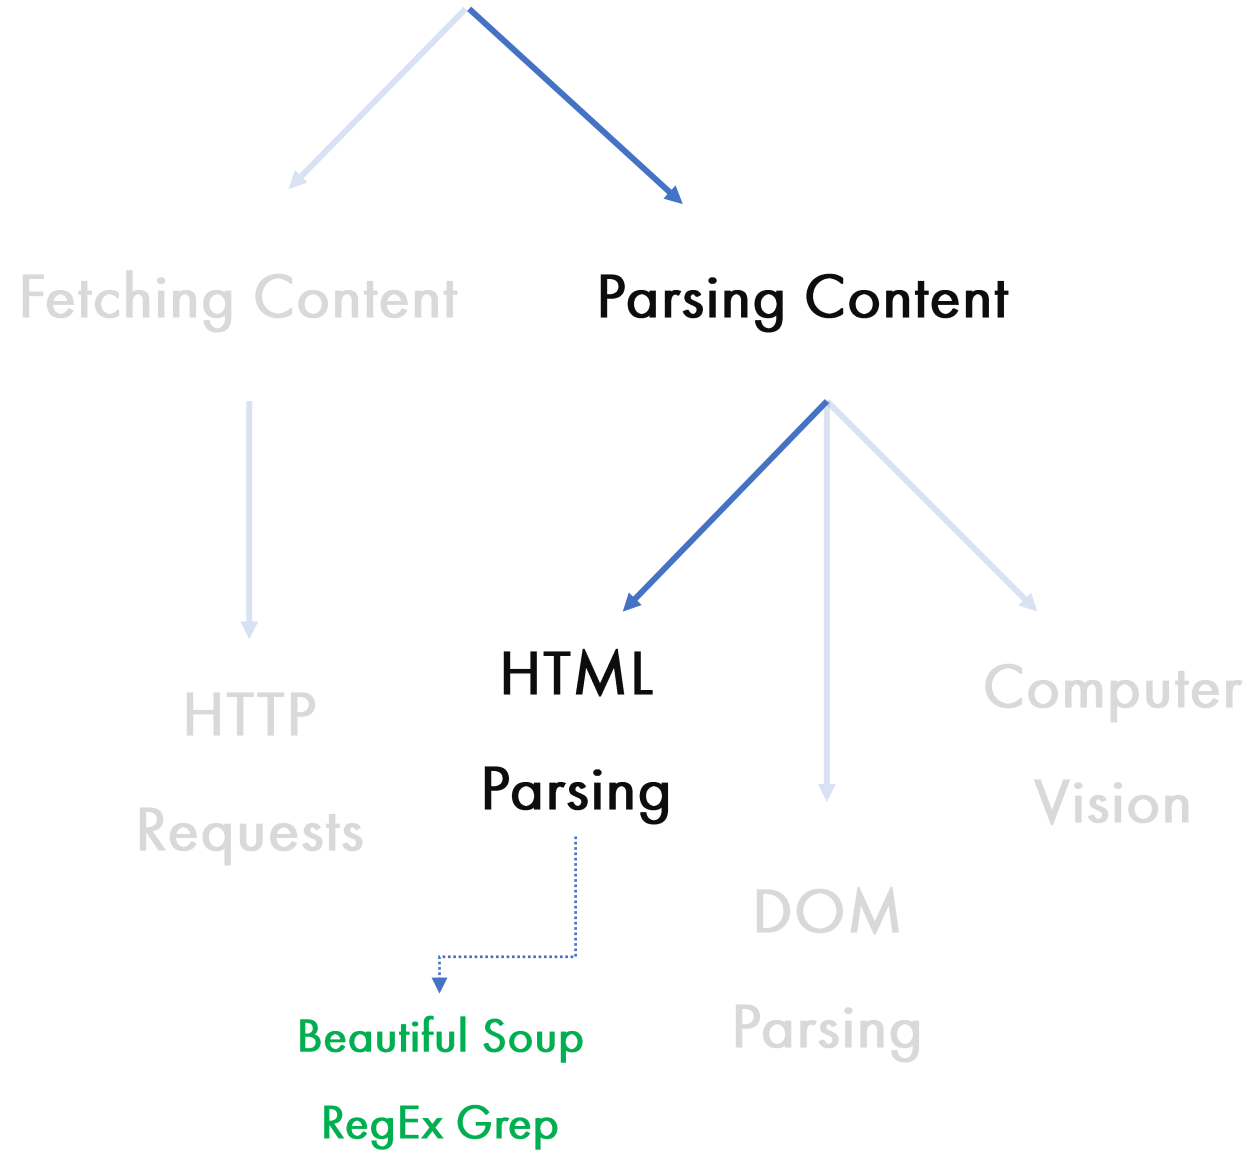 Fetching Content
Parsing Content
HTTP
Requests
HTML
Parsing
DOM
Parsing
Computer
Vision
Beautiful Soup
RegEx Grep